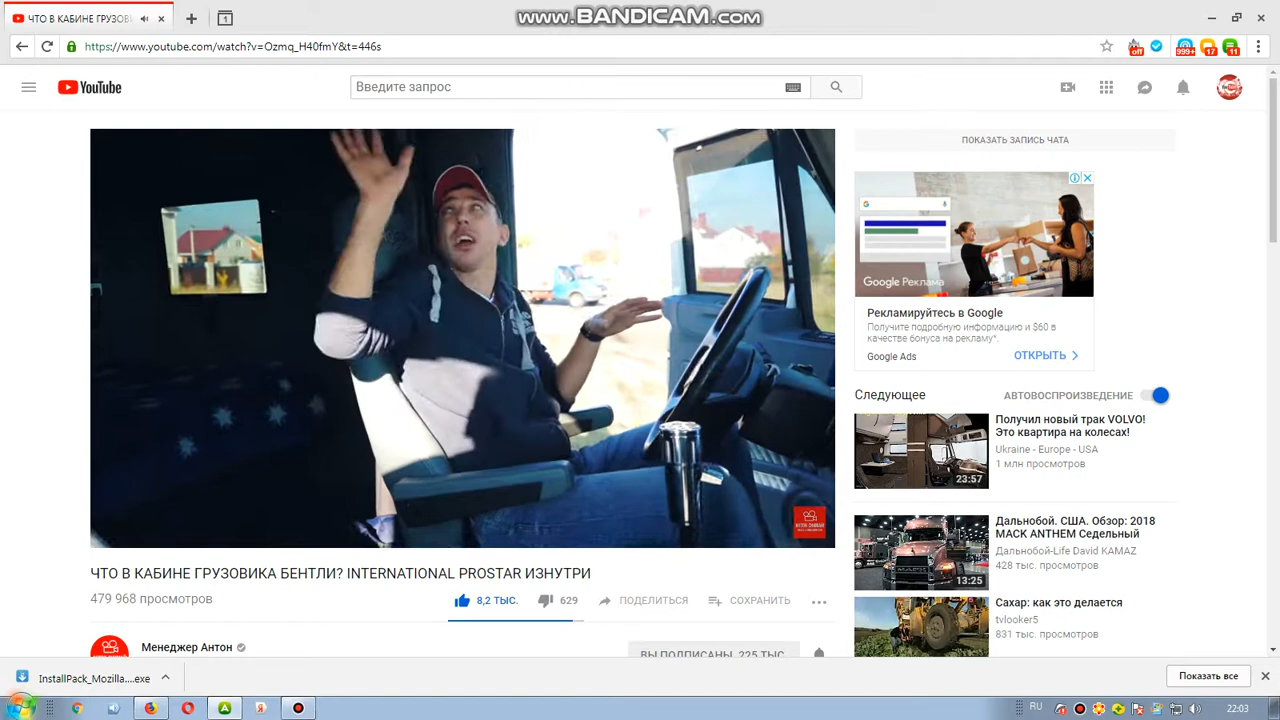 ЧТО В КАБИНЕ ГРУЗОВИ
1
www.BANDICAM.com
https://www.youtube.com/watch?v=Ozmq_H40fmY&t=446s
off
999+
17
11
YouTube
Введите запрос
ПОКАЗАТЬ ЗАПИСЬ ЧАТА
Google Реклама
Рекламируйтесь в Google
Получите подробную информацию и $60 в
качестве бонуса на рекламу*.
Google Ads
ОТКРЫТЬ
Следующее
АВТОВОСПРОИЗВЕДЕНИЕ
Получил новый трак VOLVO!
Это квартира на колесах!
Ukraine - Europe - USA
1 млн просмотров
23:57
Дальнобой. США. Обзор: 2018
MACK ANTHEM Седельный
Дальнобой-Life David KAMAZ
428 тыс. просмотров
13:25
Сахар: как это делается
tvlooker5
831 тыс. просмотров
ЧТО В КАБИНЕ ГРУЗОВИКА БЕНТЛИ? INTERNATIONAL PROSTAR ИЗНУТРИ
479 968 просмотров
8,2 ТЫС.
629
ПОДЕЛИТЬСЯ
СОХРАНИТЬ
Менеджер Антон
ВЫ ПОДПИСАНЫ 225 ТЫС.
InstallPack_Mozilla....exe
Показать все
RU
22:03